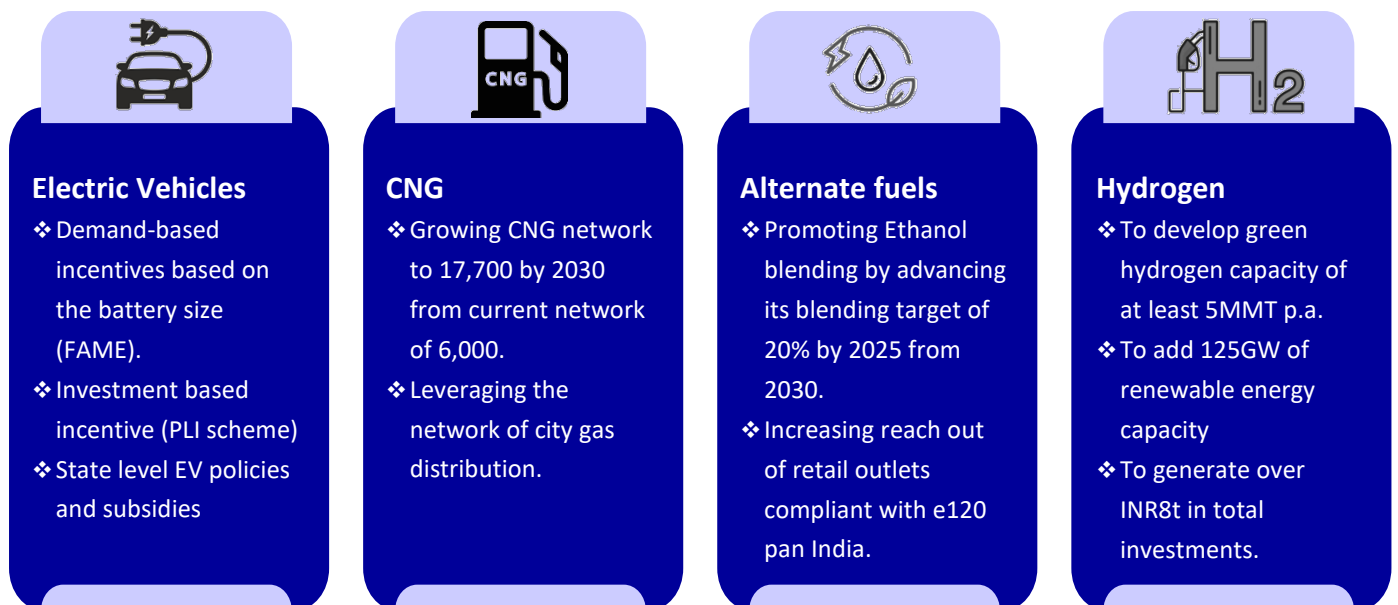 CNG
H2
Electric Vehicles
❖ Demand-based
incentives based on
the battery size
(FAME).
❖ Investment based
incentive (PLI scheme)
❖ State level EV policies
and subsidies
CNG
❖ Growing CNG network
to 17,700 by 2030
from current network
of 6,000.
❖ Leveraging the
network of city gas
distribution.
Alternate fuels
❖ Promoting Ethanol
blending by advancing
its blending target of
20% by 2025 from
2030.
❖ Increasing reach out
of retail outlets
compliant with e120
pan India.
Hydrogen
❖ To develop green
hydrogen capacity of
at least 5MMT p.a.
❖ To add 125GW of
renewable energy
capacity
❖ To generate over
INR8t in total
investments.